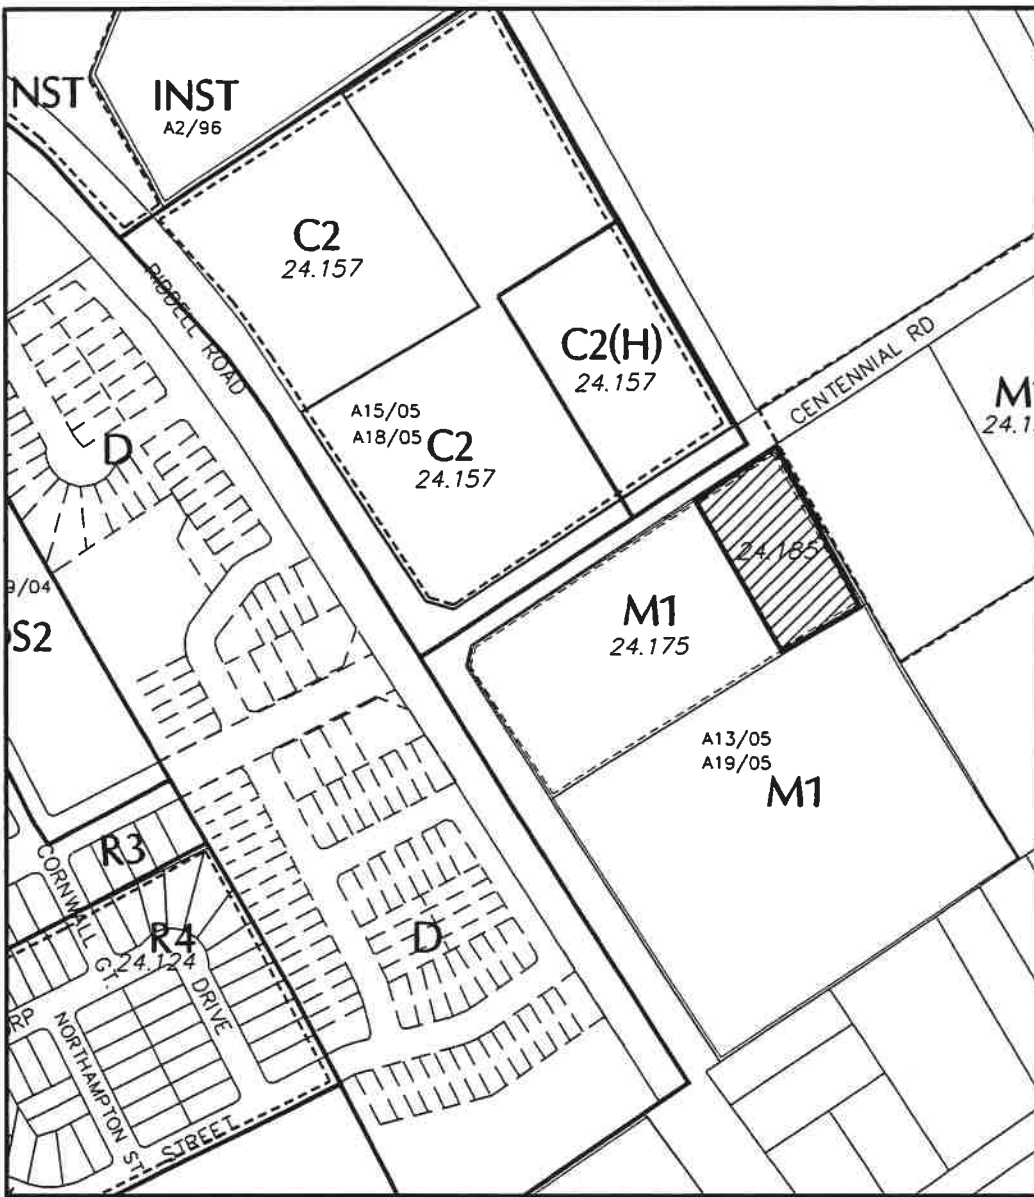 NST
INST
A2/96
C2
24.157
RIDDELL ROAD
C2(H)
24.157
CENTENNIAL RD
M1
24.1
A15/05
A18/05
C2
24.157
D
24.185
9/04
S2
M1
24.175
A13/05
A19/05
M1
R3
CORNWALL
CT
R4
24.124
D
DRIVE
NORTHAMPTON ST
STREET